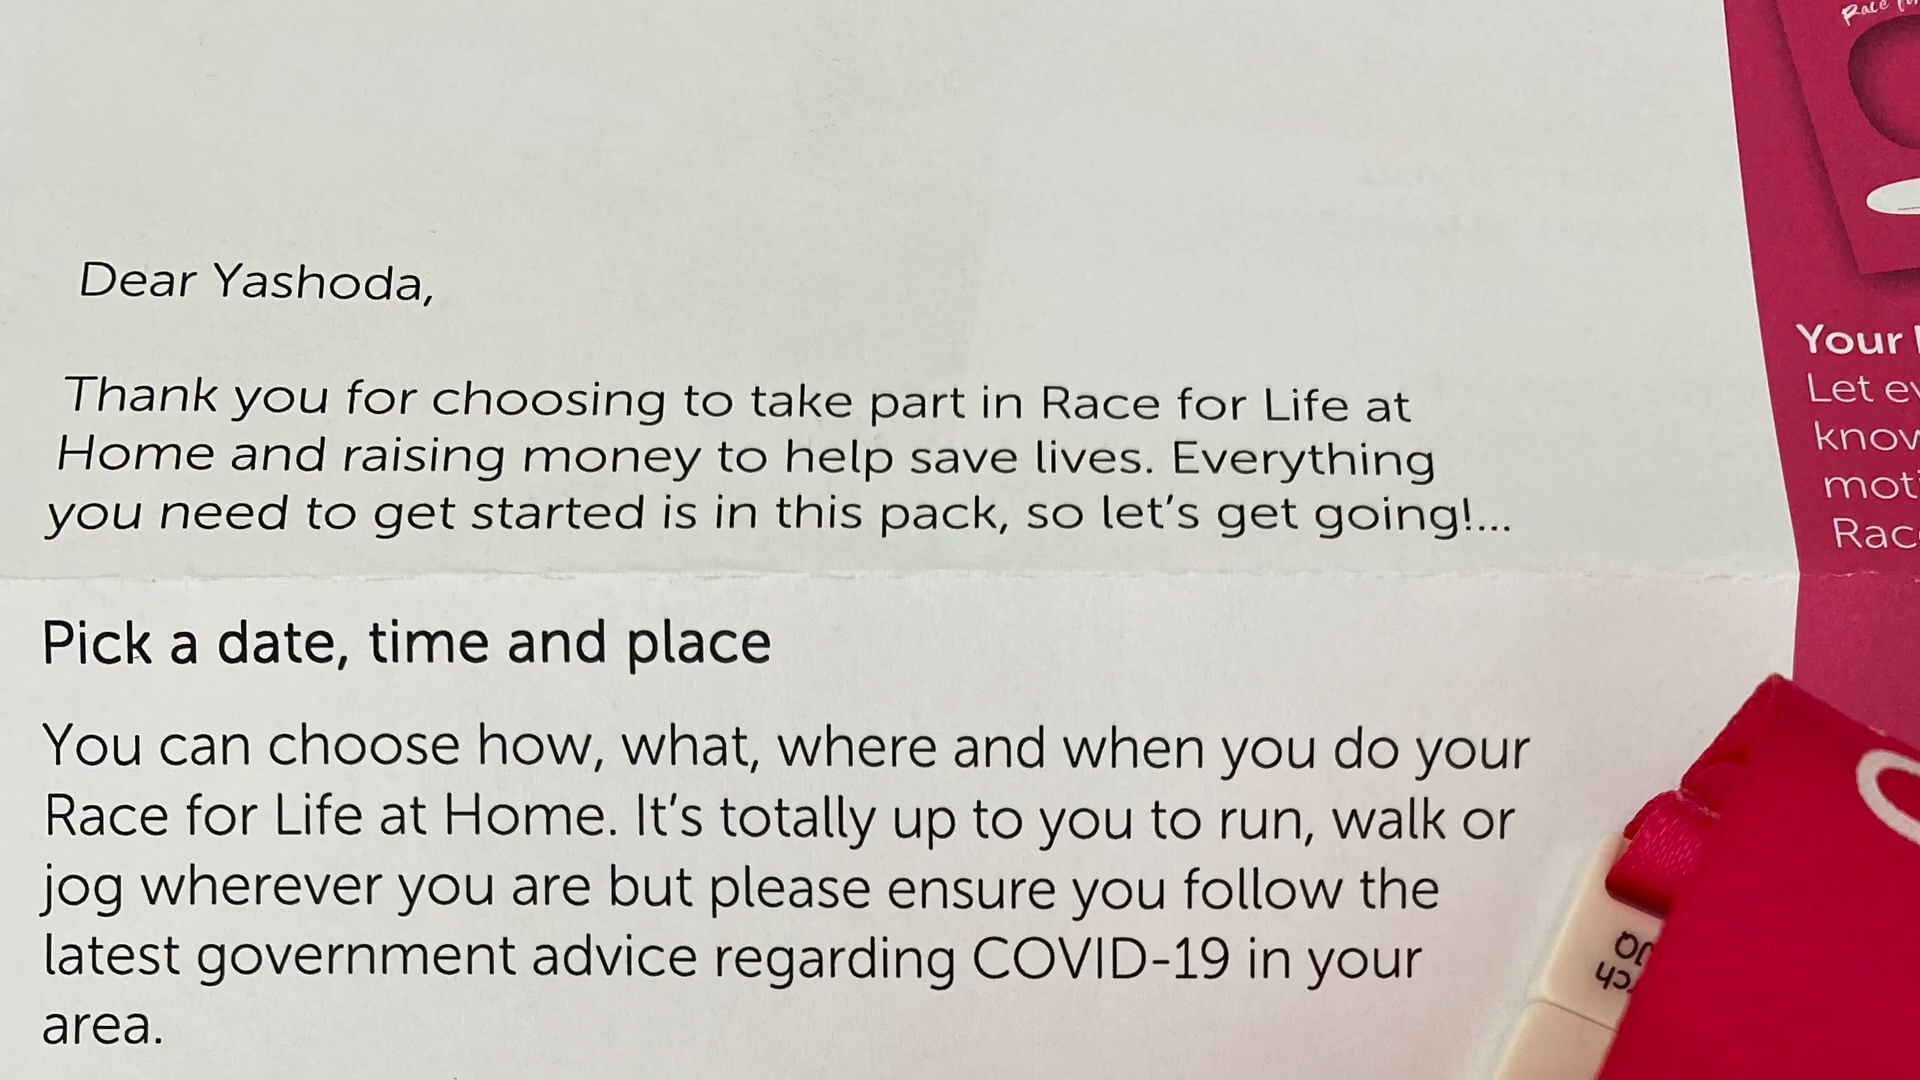 Dear Yashoda,
Thank you for choosing to take part in Race for Life at
Home and raising money to help save lives. Everything
you need to get started is in this pack, so let's get going!...
Pick a date, time and place
You can choose how, what, where and when you do your
Race for Life at Home. It's totally up to you to run, walk or
jog wherever you are but please ensure you follow the
latest government advice regarding COVID-19 in your
area.
Race
Your
Let